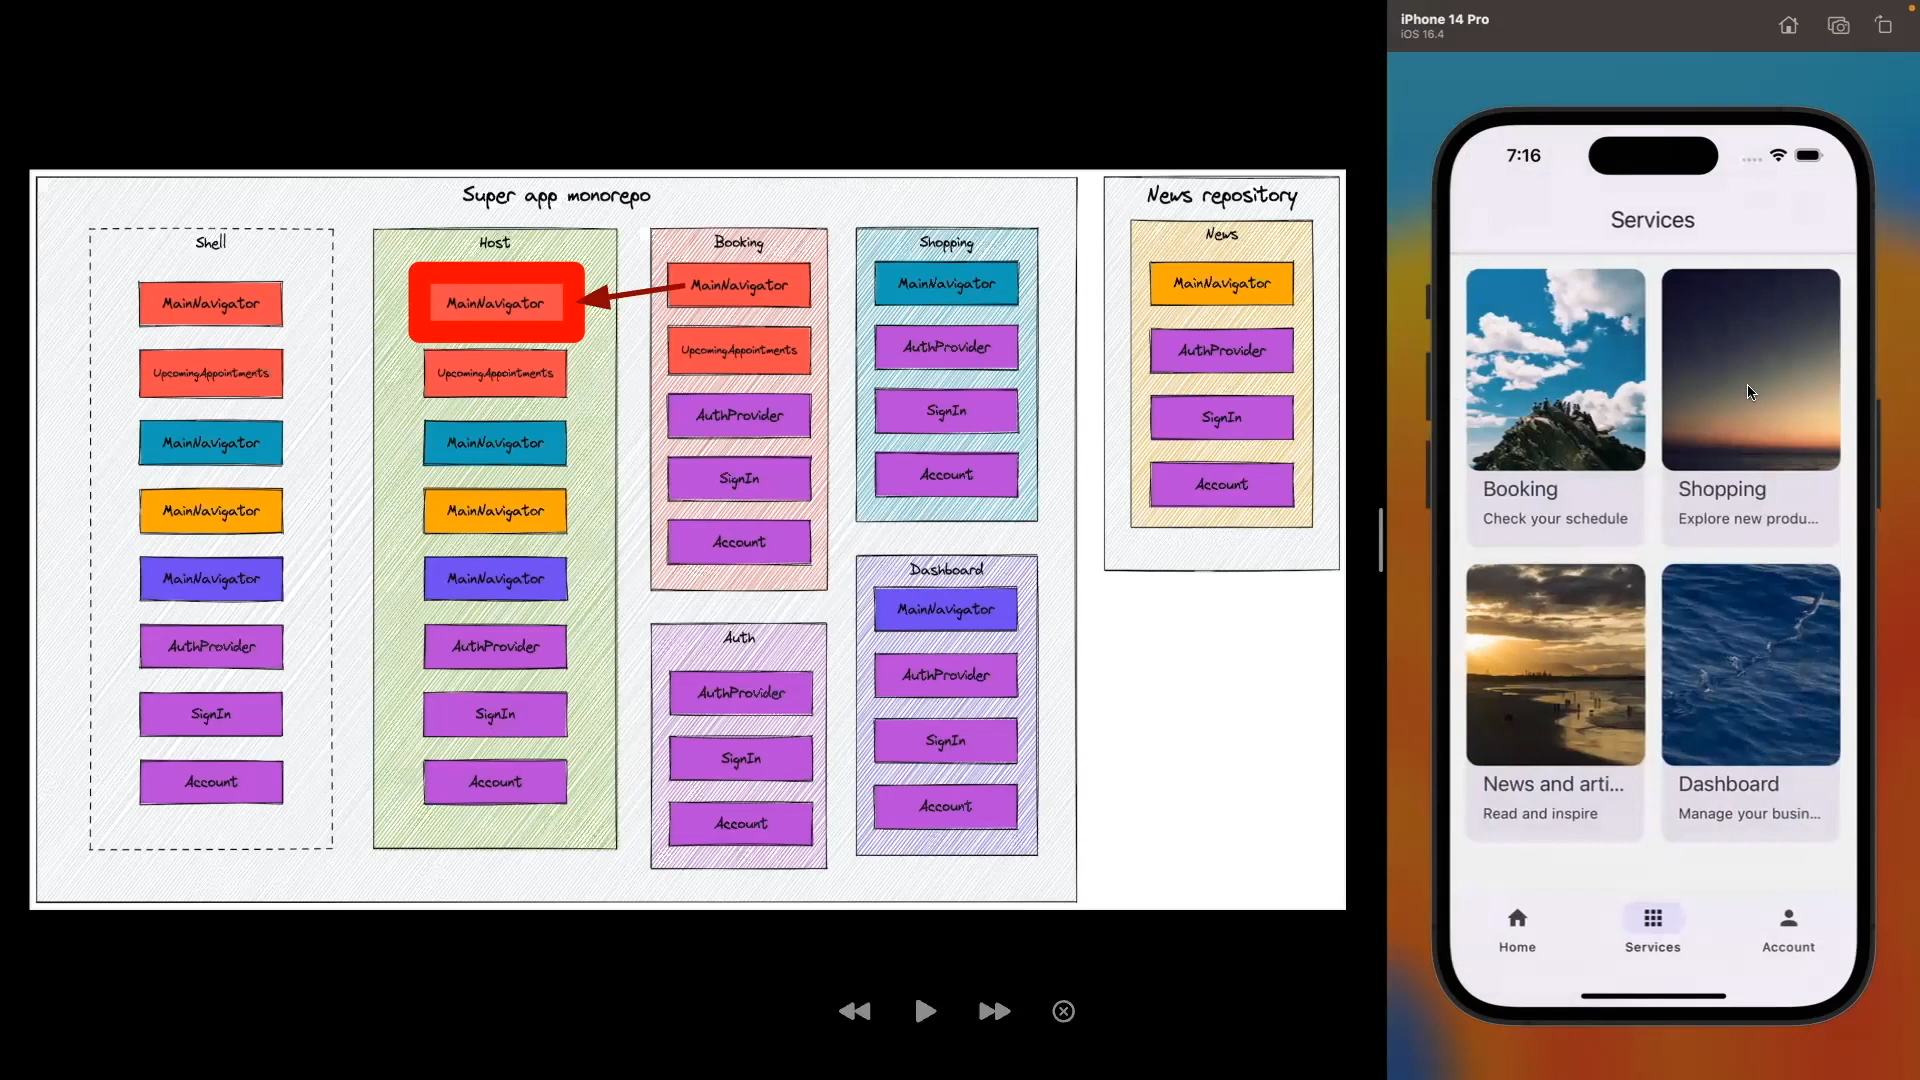 Super app monorepo
Shell
MainNavigator
UpcomingAppointments
MainNavigator
MainNavigator
MainNavigator
AuthProvider
SignIn
Account
Host
MainNavigator
UpcomingAppointments
MainNavigator
MainNavigator
MainNavigator
AuthProvider
SignIn
Account
Booking
MainNavigator
UpcomingAppointments
AuthProvider
SignIn
Account
Auth
AuthProvider
SignIn
Account
Shopping
MainNavigator
AuthProvider
SignIn
Account
Dashboard
MainNavigator
AuthProvider
SignIn
Account
News repository
News
MainNavigator
AuthProvider
SignIn
Account
iPhone 14 Pro
iOS 16.4
7:16
Services
Booking
Check your schedule
Shopping
Explore new produ...
News and arti...
Read and inspire
Dashboard
Manage your busin...
Home
Services
Account